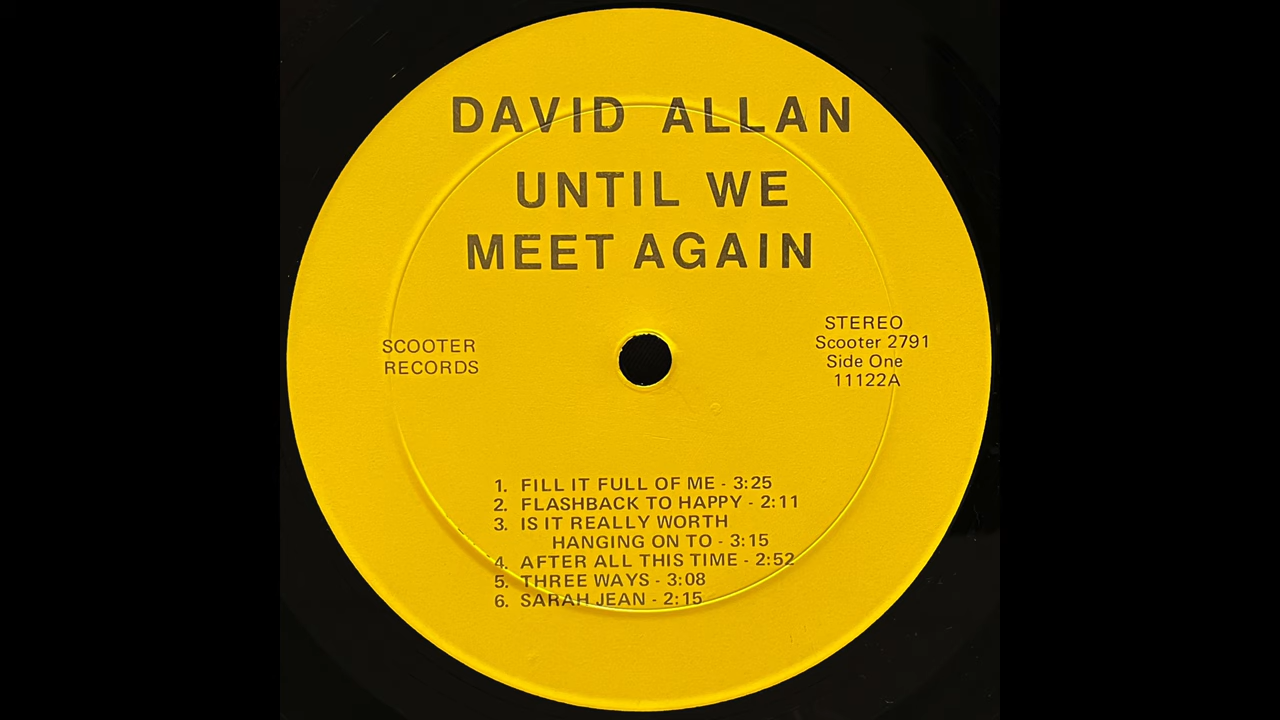 DAVID ALLAN
UNTIL WE
MEET AGAIN
SCOOTER
RECORDS
STEREO
Scooter 2791
Side One
11122A
1. FILL IT FULL OF ME - 3:25
2. FLASHBACK TO HAPPY - 2:11
3. IS IT REALLY WORTH
HANGING ON TO - 3:15
4. AFTER ALL THIS TIME - 2:52
5. THREE WAYS - 3:08
6. SARAH JEAN - 2:15